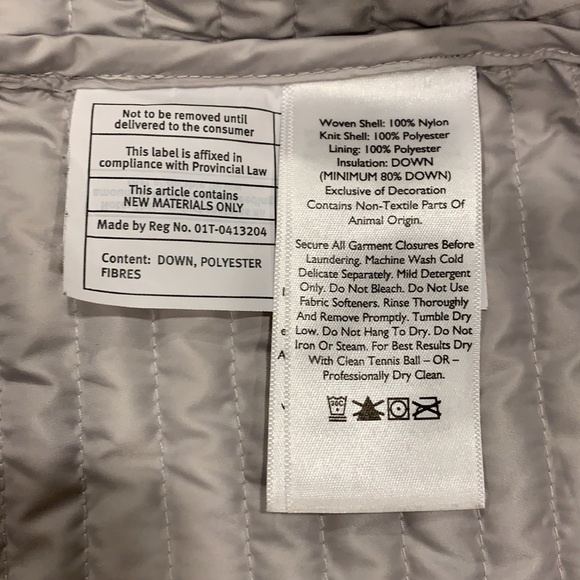 Not to be removed until
delivered to the consumer
This label is affixed in
compliance with Provincial Law
This article contains
NEW MATERIALS ONLY
Made by Reg No. 01T-0413204
Content: DOWN, POLYESTER
FIBRES
Woven Shell: 100% Nylon
Knit Shell: 100% Polyester
Lining: 100% Polyester
Insulation: DOWN
(MINIMUM 80% DOWN)
Exclusive of Decoration
Contains Non-Textile Parts Of
Animal Origin.
Secure All Garment Closures Before
Laundering. Machine Wash Cold
Delicate Separately. Mild Detergent
Only. Do Not Bleach. Do Not Use
Fabric Softeners. Rinse Thoroughly
And Remove Promptly. Tumble Dry
Low. Do Not Hang To Dry. Do Not
Iron Or Steam. For Best Results Dry
With Clean Tennis Ball – OR –
Professionally Dry Clean.
30C